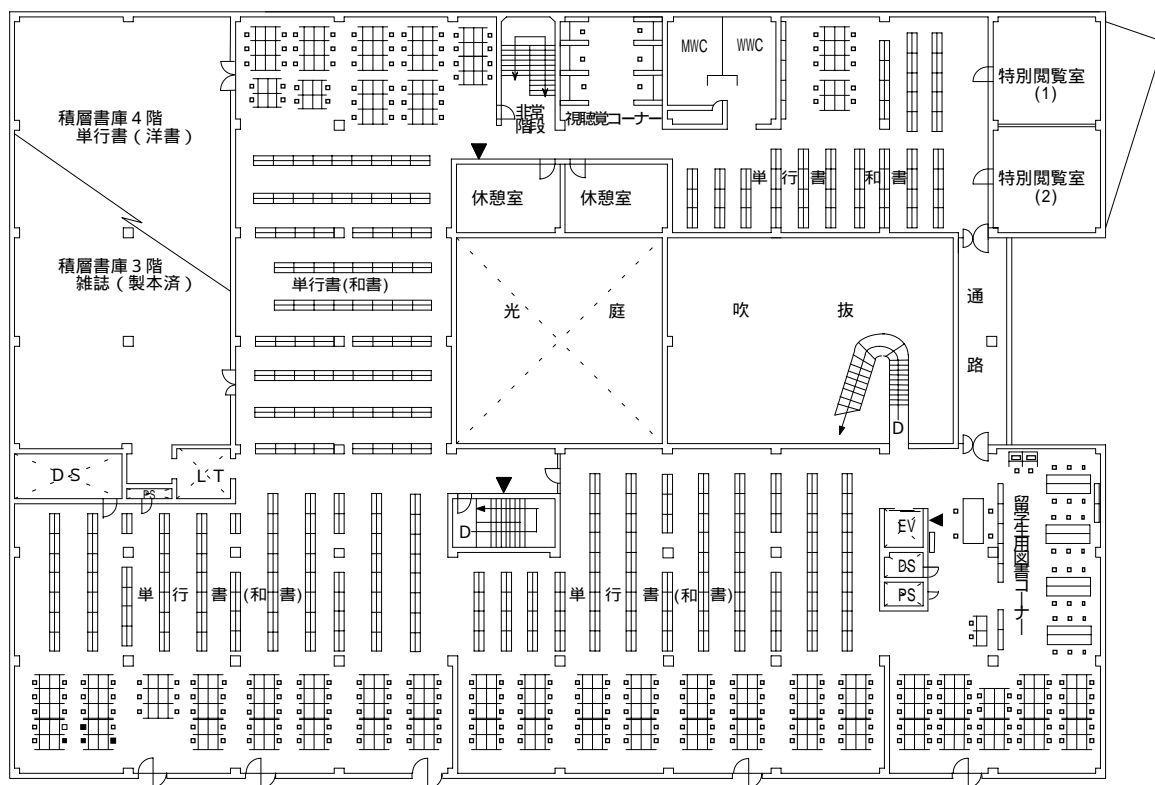 MWC
WWC
特別閲覧室
(1)
積層書庫４階
単行書（洋書）
非常
階段
視聴覚コーナー
単行書 和書
特別閲覧室
(2)
休憩室
休憩室
積層書庫３階
雑誌（製本済）
単行書(和書)
光庭
吹抜
通路
D
DS
LT
PS
D
EV
DS
PS
留学生用図書コーナー
単行書(和書)
単行書(和書)